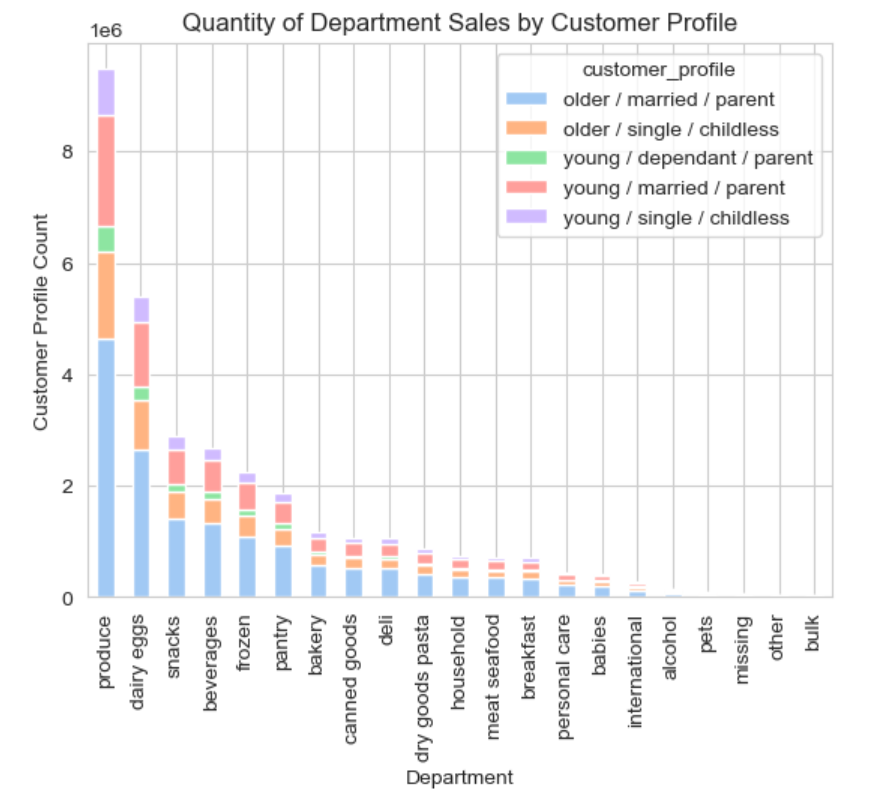 Quantity of Department Sales by Customer Profile
1e6
customer_profile
older / married / parent
older / single / childless
young / dependant / parent
young / married / parent
young / single / childless
8
6
4
2
0
Customer Profile Count
produce
dairy eggs
snacks
beverages
frozen
pantry
bakery
canned goods
deli
dry goods pasta
household
meat seafood
breakfast
personal care
babies
international
alcohol
pets
missing
other
bulk
Department